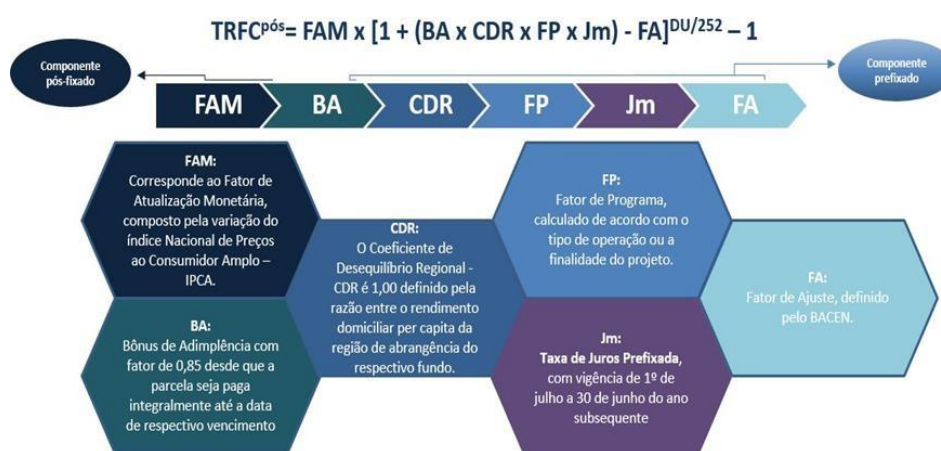 TRFCpós= FAM x [1 + (BA x CDR x FP x Jm) - FA]DU/252 – 1
Componente
pós-fixado
Componente
prefixado
FAM
BA
CDR
FP
Jm
FA
FAM:
Corresponde ao Fator de
Atualização Monetária,
composto pela variação do
índice Nacional de Preços
ao Consumidor Amplo –
IPCA.
BA:
Bônus de Adimplência com
fator de 0,85 desde que a
parcela seja paga
integralmente até a data
de respectivo vencimento
CDR:
O Coeficiente de
Desequilíbrio Regional -
CDR é 1,00 definido pela
razão entre o rendimento
domiciliar per capita da
região de abrangência do
respectivo fundo.
FP:
Fator de Programa,
calculado de acordo com o
tipo de operação ou a
finalidade do projeto.
Jm:
Taxa de Juros Prefixada,
com vigência de 1º de
julho a 30 de junho do ano
subsequente
FA:
Fator de Ajuste, definido
pelo BACEN.